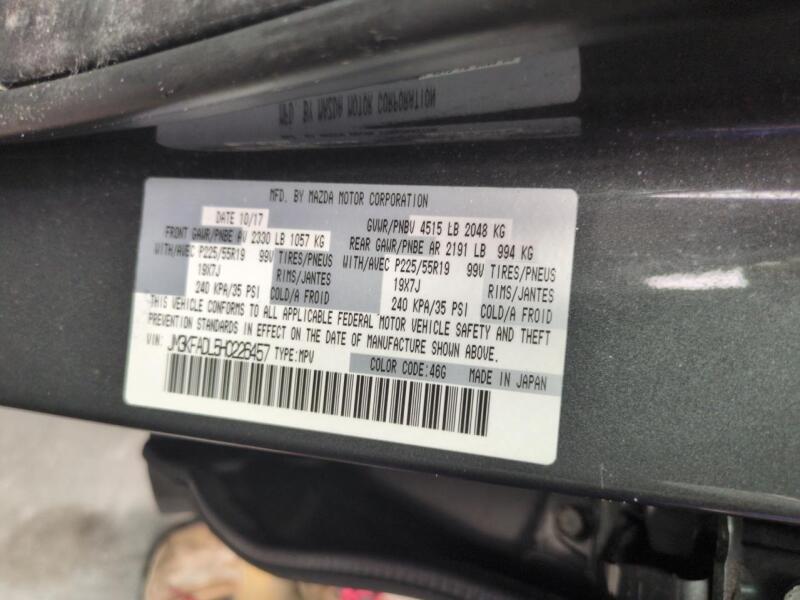 MFD. BY MAZDA MOTOR CORPORATION
DATE 10/17 GVWR/PNBV 4515 LB 2048 KG
FRONT GAWR/PNBE AV 2330 LB 1057 KG REAR GAWR/PNBE AR 2191 LB 994 KG
WITH/AVEC P225/55R19 99V TIRES/PNEUS WITH/AVEC P225/55R19 99V TIRES/PNEUS
19X7J RIMS/JANTES 19X7J RIMS/JANTES
240 KPA/35 PSI COLD/A FROID 240 KPA/35 PSI COLD/A FROID
THIS VEHICLE CONFORMS TO ALL APPLICABLE FEDERAL MOTOR VEHICLE SAFETY AND THEFT
PREVENTION STANDARDS IN EFFECT ON THE DATE OF MANUFACTURE SHOWN ABOVE.
VIN: JM3KFADL5H0226457 TYPE:MPV
COLOR CODE:46G MADE IN JAPAN